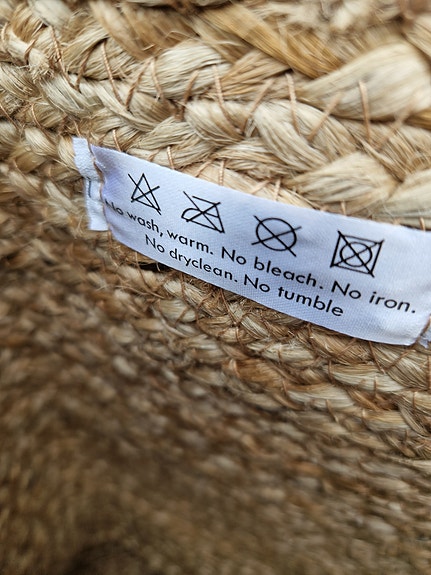 No wash, warm. No bleach. No iron.
No dryclean. No tumble